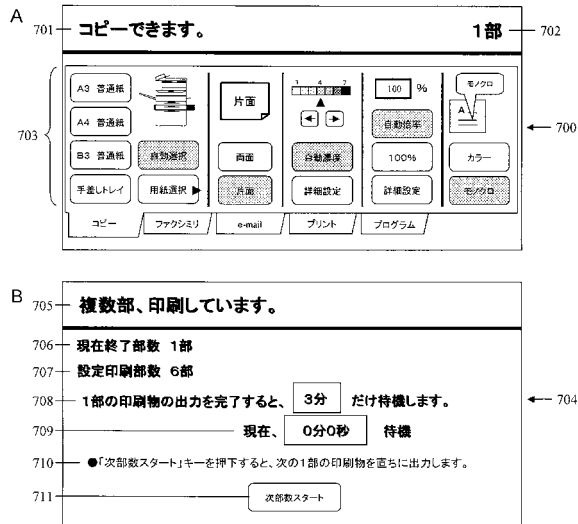 A
701
コピーできます。
1部
702
703
A3 普通紙
A4 普通紙
B3 普通紙
手差しトレイ
自動選択
用紙選択
片面
両面
片面
1 4 7
自動濃度
詳細設定
100 %
自動倍率
100%
詳細設定
モノクロ
A
カラー
モノクロ
700
コピー
ファクシミリ
e-mail
プリント
プログラム
B
705
複数部、印刷しています。
706
現在終了部数 1部
707
設定印刷部数 6部
708
1部の印刷物の出力を完了すると、 3分 だけ待機します。
704
709
現在、 0分0秒 待機
710
●「次部数スタート」キーを押下すると、次の1部の印刷物を直ちに出力します。
711
次部数スタート